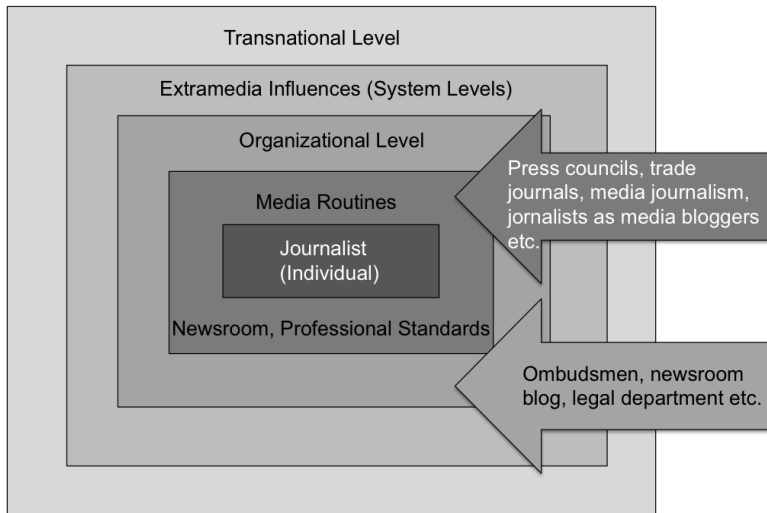 Transnational Level
Extramedia Influences (System Levels)
Organizational Level
Press councils, trade
journals, media journalism,
jornalists as media bloggers
etc.
Media Routines
Journalist
(Individual)
Newsroom, Professional Standards
Ombudsmen, newsroom
blog, legal department etc.